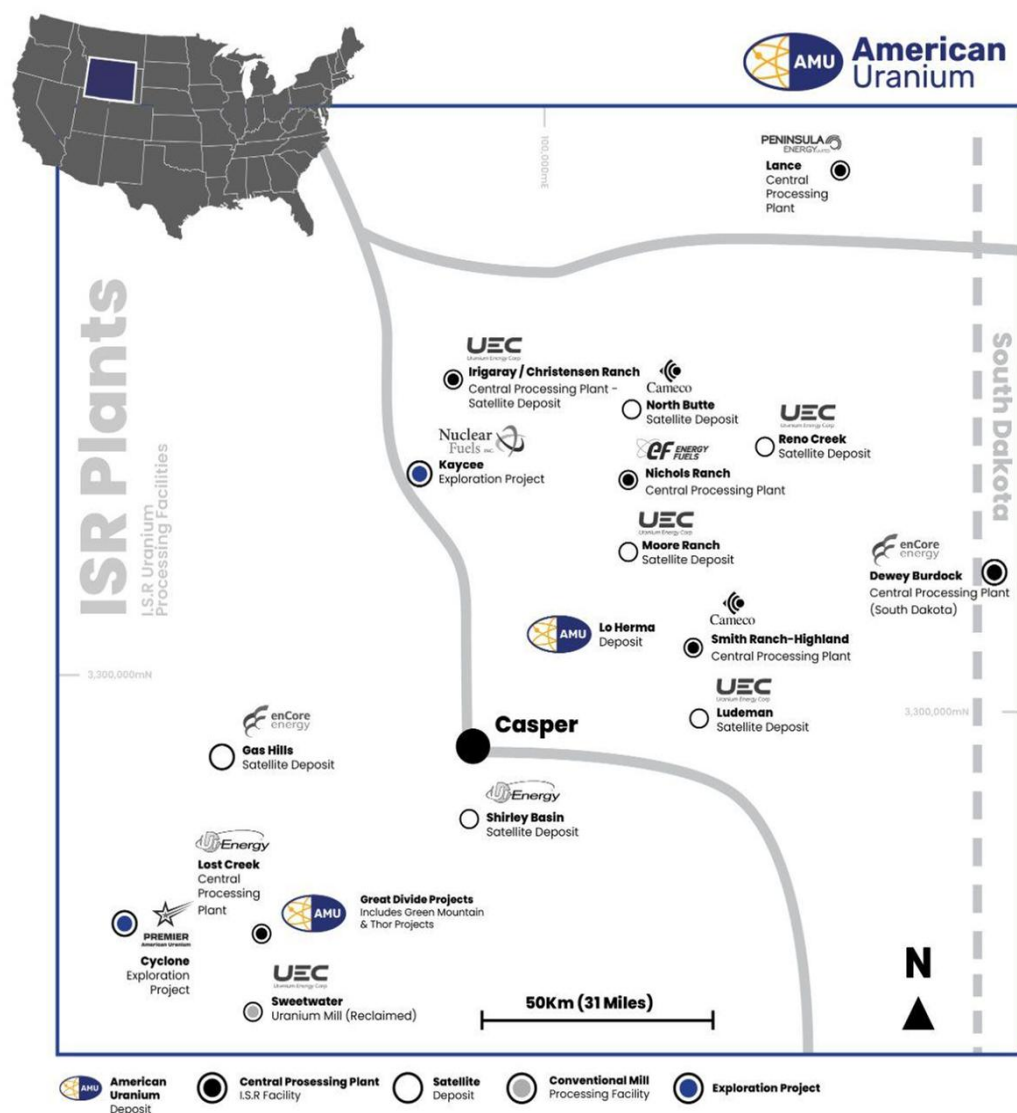 AMU
American
Uranium
100,000mE
PENINSULA
ENERGY
Lance
Central
Processing
Plant
ISR Plants
I.S.R Uranium
Processing Facilities
South Dakota
UEC
Uranium Energy Corp
Irigaray / Christensen Ranch
Central Processing Plant -
Satellite Deposit
Cameco
North Butte
Satellite Deposit
UEC
Uranium Energy Corp
Reno Creek
Satellite Deposit
Nuclear
Fuels INC.
Kaycee
Exploration Project
ef ENERGY
FUELS
Nichols Ranch
Central Processing Plant
UEC
Uranium Energy Corp
Moore Ranch
Satellite Deposit
enCore
energy
Dewey Burdock
Central Processing Plant
(South Dakota)
AMU
Lo Herma
Deposit
Cameco
Smith Ranch-Highland
Central Processing Plant
3,300,000mN
UEC
Uranium Energy Corp
Ludeman
Satellite Deposit
3,300,000mN
enCore
energy
Gas Hills
Satellite Deposit
Casper
Ur Energy
Shirley Basin
Satellite Deposit
Ur Energy
Lost Creek
Central
Processing
Plant
AMU
Great Divide Projects
Includes Green Mountain
& Thor Projects
PREMIER
American Uranium
Cyclone
Exploration
Project
UEC
Uranium Energy Corp
Sweetwater
Uranium Mill (Reclaimed)
50Km (31 Miles)
N
AMU
American
Uranium
Deposit
Central Prosessing Plant
I.S.R Facility
Satellite
Deposit
Conventional Mill
Processing Facility
Exploration Project